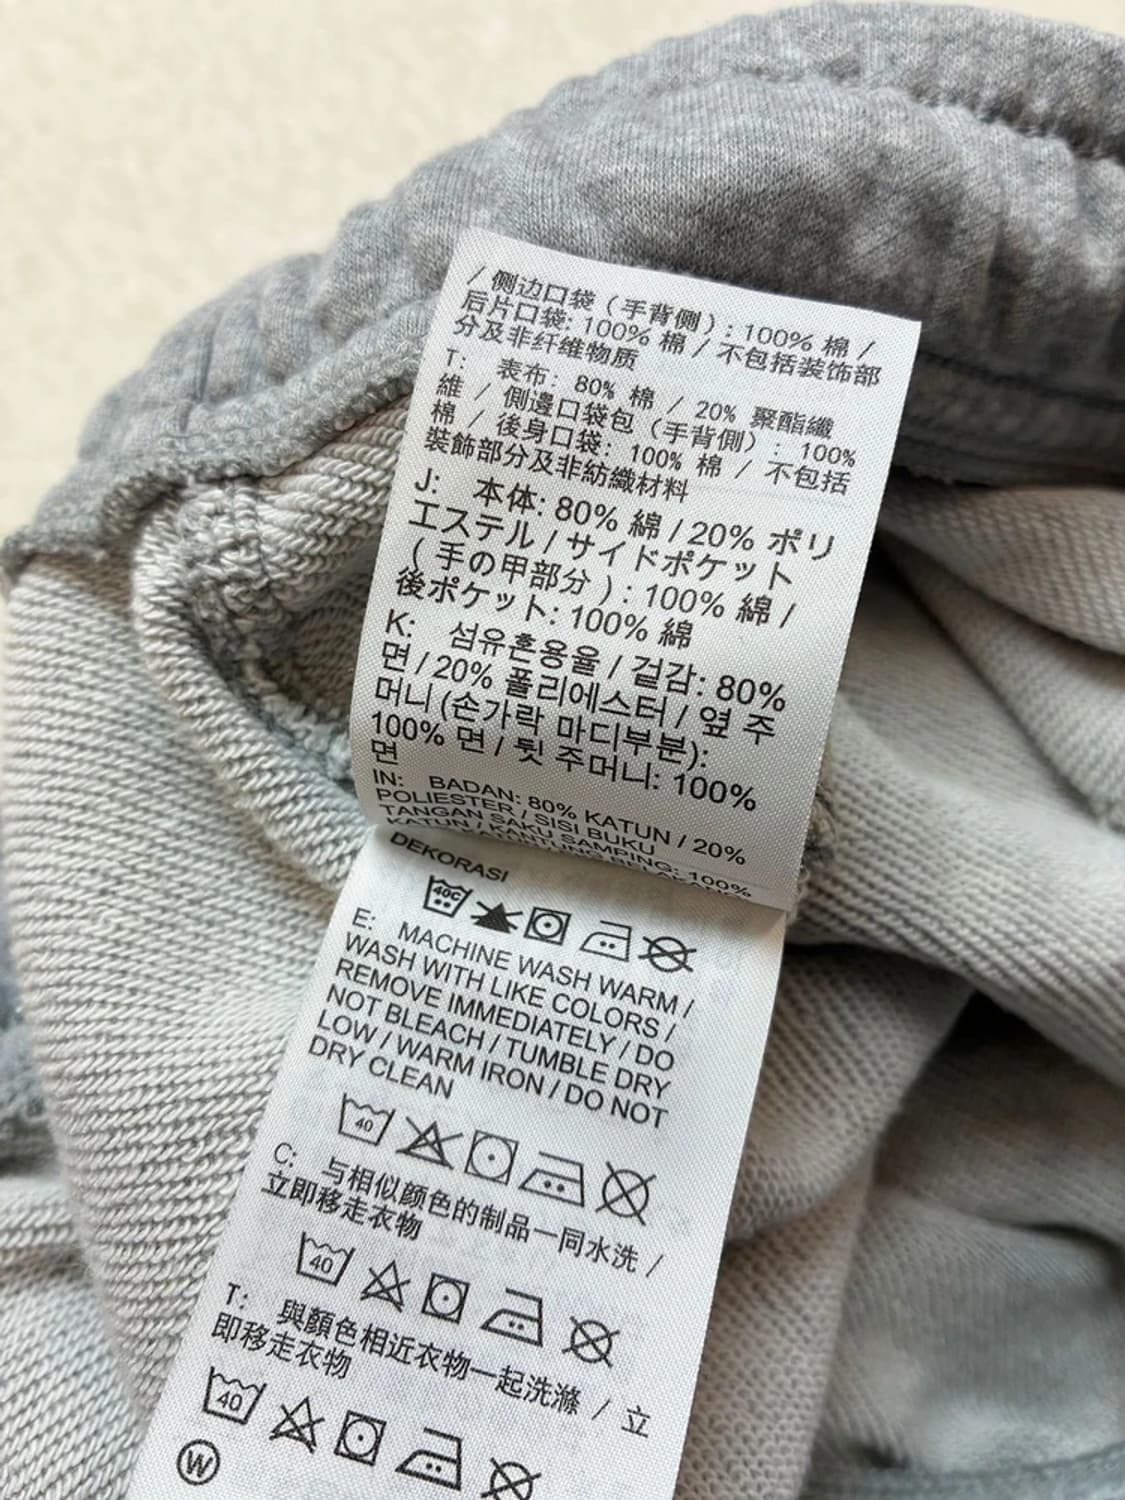 / 侧边口袋（手背侧）: 100% 棉 /
后片口袋: 100% 棉 / 不包括装饰部
分及非纤维物质
T: 表布: 80% 棉 / 20% 聚酯纖
維 / 側邊口袋包（手背側）: 100%
棉 / 後身口袋: 100% 棉 / 不包括
裝飾部分及非紡織材料
J: 本体: 80% 綿 / 20% ポリ
エステル / サイドポケット
( 手の甲部分 ) : 100% 綿 /
後ポケット: 100% 綿
K: 섬유혼용율 / 겉감: 80%
면 / 20% 폴리에스터 / 옆 주
머니 (손가락 마디부분):
100% 면 / 뒷 주머니: 100%
면
IN: BADAN: 80% KATUN / 20%
POLIESTER / SISI BUKU
TANGAN SAKU SAMPING: 100%
KATUN / KANTUNG BELAKANG
DEKORASI
40C
E: MACHINE WASH WARM /
WASH WITH LIKE COLORS /
REMOVE IMMEDIATELY / DO
NOT BLEACH / TUMBLE DRY
LOW / WARM IRON / DO NOT
DRY CLEAN
40
C: 与相似颜色的制品一同水洗 /
立即移走衣物
40
T: 與顏色相近衣物一起洗滌 / 立
即移走衣物
40
W